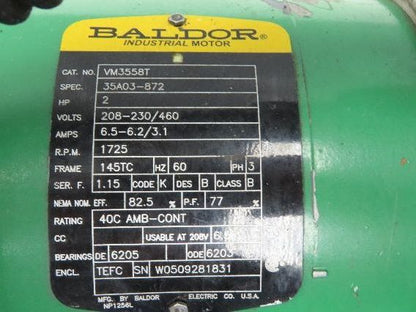 BALDOR®
INDUSTRIAL MOTOR
CAT. NO. VM3558T
SPEC. 35A03-872
HP 2
VOLTS 208-230/460
AMPS 6.5-6.2/3.1
R.P.M. 1725
FRAME 145TC HZ 60 PH 3
SER. F. 1.15 CODE K DES B CLASS B
NEMA NOM. EFF. 82.5 % P.F. 77 %
RATING 40C AMB-CONT
CC USABLE AT 208V
BEARINGS DE 6205 ODE 6203
ENCL. TEFC SN W0509281831
MFG. BY BALDOR ELECTRIC CO. U.S.A.
NP1256L